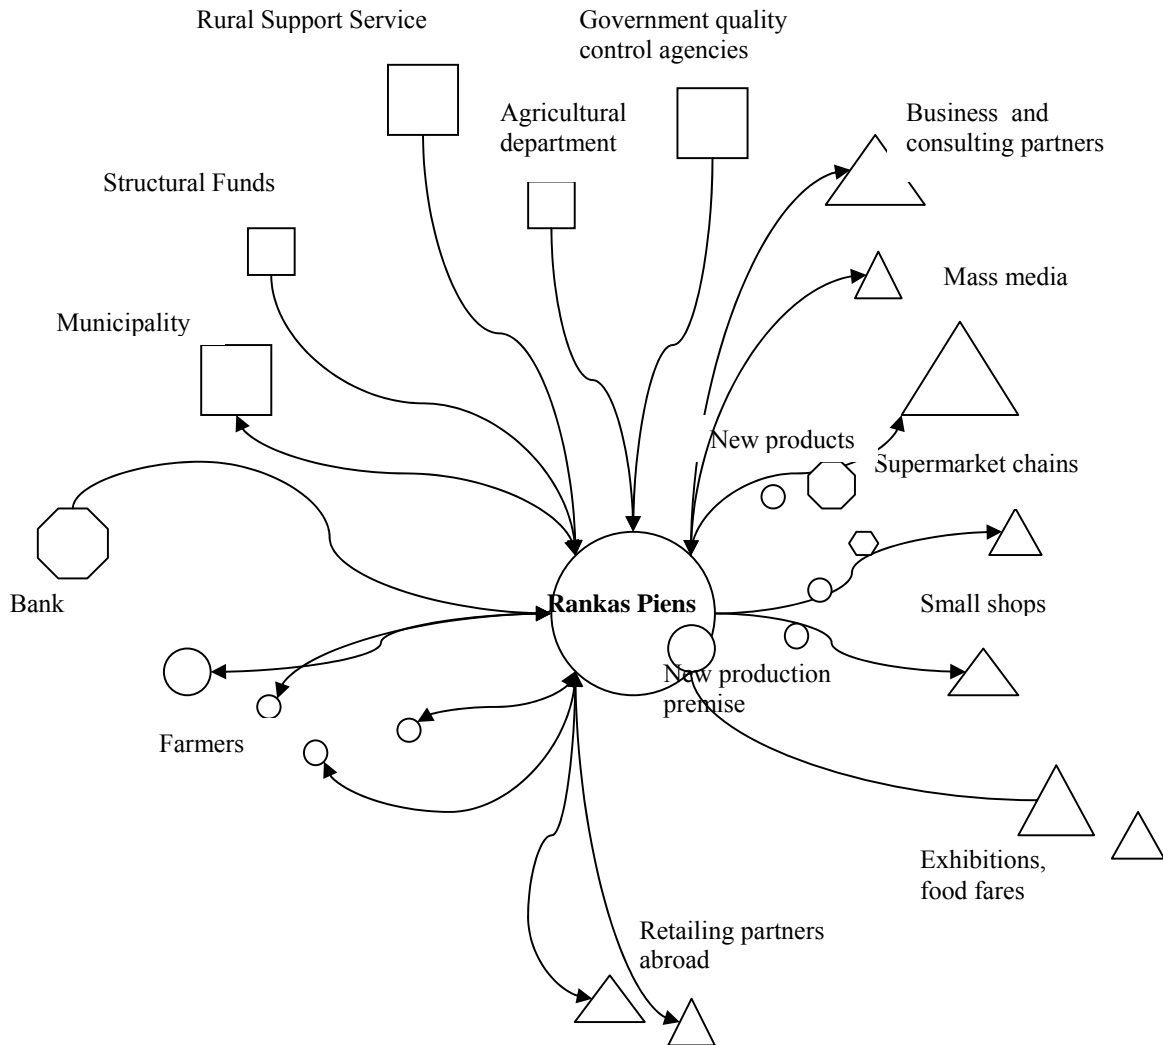 Rural Support Service
Government quality
control agencies
Agricultural
department
Business and
consulting partners
Structural Funds
Mass media
Municipality
New products
Supermarket chains
Bank
Rankas Piens
Small shops
New production
premise
Farmers
Exhibitions,
food fares
Retailing partners
abroad